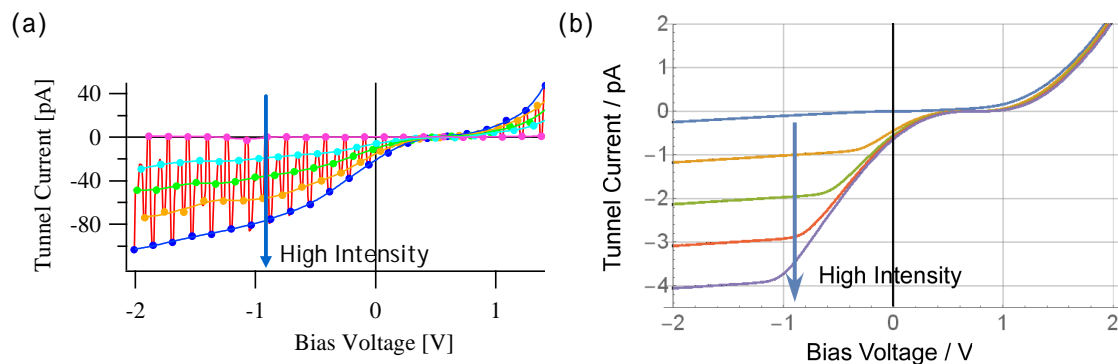 (a)
40
0
-40
-80
Tunnel Current [pA]
High Intensity
-2
-1
0
1
Bias Voltage [V]
(b)
2
1
0
−1
−2
−3
−4
Tunnel Current / pA
High Intensity
−2
−1
0
1
2
Bias Voltage / V